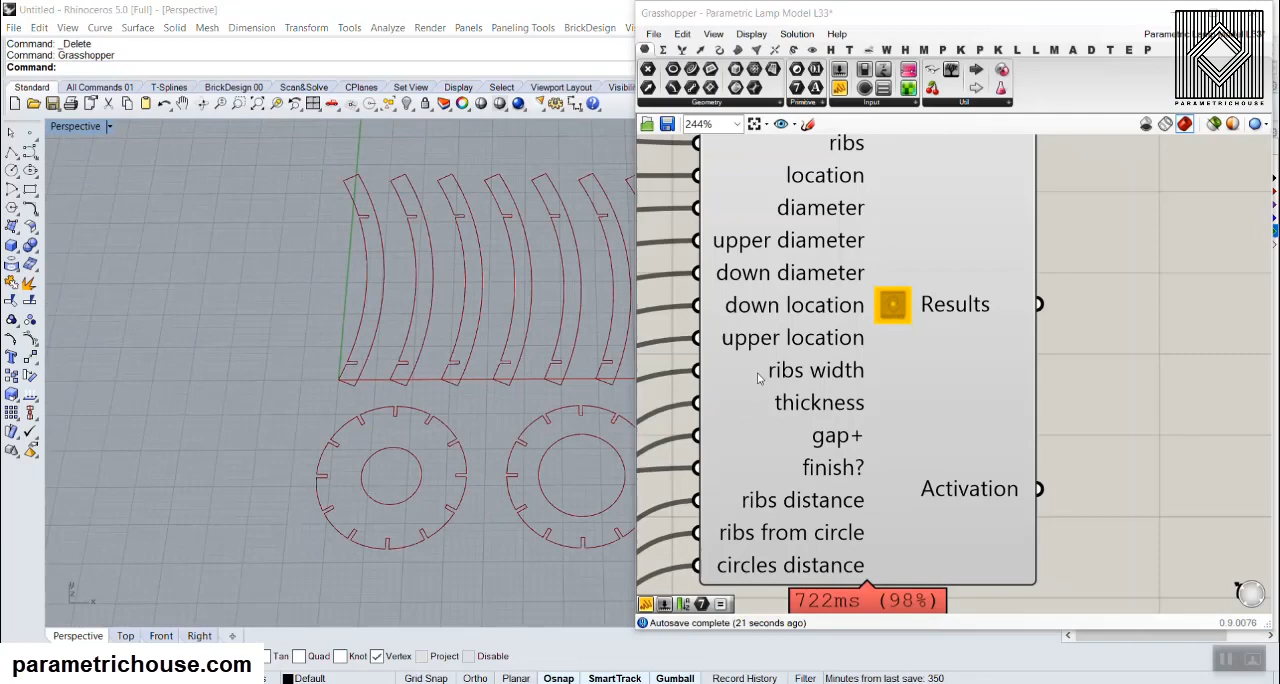 Untitled - Rhinoceros 5.0 [Full] - [Perspective]
File Edit View Curve Surface Solid Mesh Dimension Transform Tools Analyze Render Panels Paneling Tools BrickDesign
Command: _Delete
Command: Grasshopper
Command:
Standard All Commands 01 T-Splines BrickDesign 00 Scan&Solve CPlanes Set View Display Select Viewport Layout
Perspective
Grasshopper - Parametric Lamp Model L33*
File Edit View Display Solution Help
H T W H M P K P K L L M A D T E P
Geometry Primitive Input Util
244%
PARAMETRICHOUSE
ribs
location
diameter
upper diameter
down diameter
down location
upper location
ribs width
thickness
gap+
finish?
ribs distance
ribs from circle
circles distance
Results
Activation
722ms (98%)
Autosave complete (21 seconds ago)
0.9.0076
Perspective Top Front Right
parametrichouse.com
Tan Quad Knot Vertex Project Disable
Default Grid Snap Ortho Planar Osnap SmartTrack Gumball Record History Filter Minutes from last save: 350